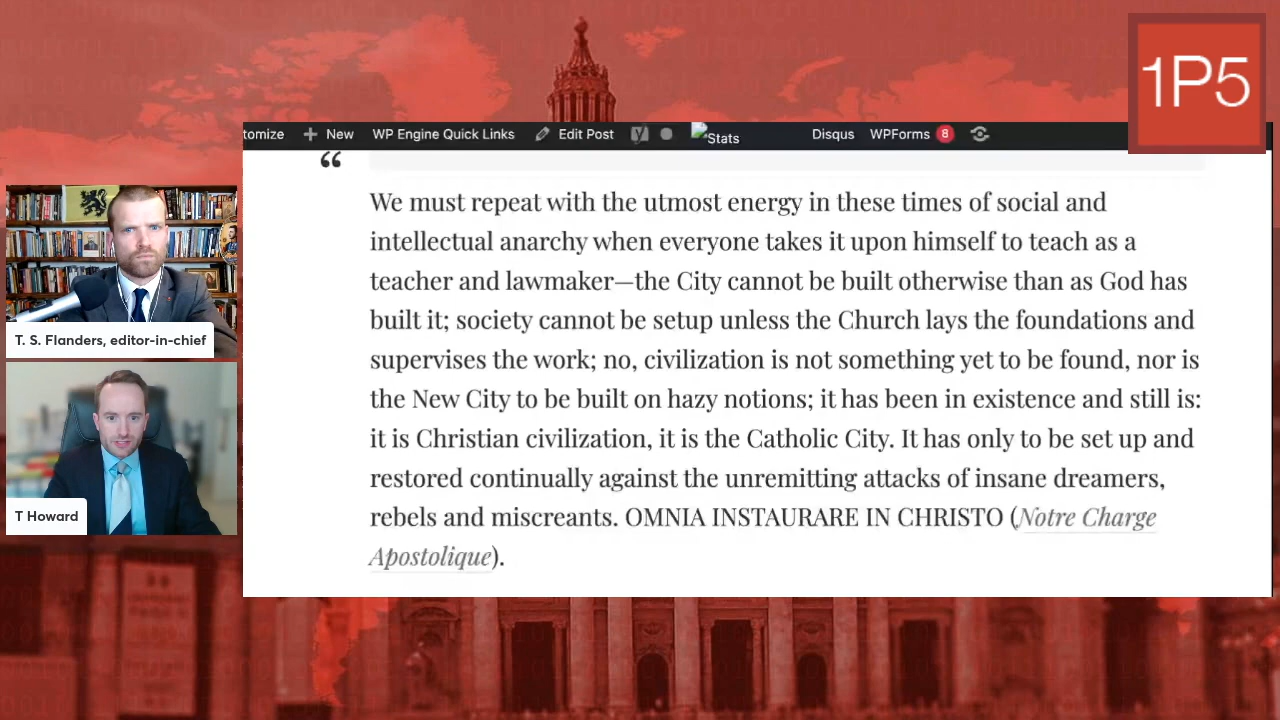 1P5
tomize New WP Engine Quick Links Edit Post Stats Disqus WPForms 8
“
We must repeat with the utmost energy in these times of social and
intellectual anarchy when everyone takes it upon himself to teach as a
teacher and lawmaker—the City cannot be built otherwise than as God has
built it; society cannot be setup unless the Church lays the foundations and
supervises the work; no, civilization is not something yet to be found, nor is
the New City to be built on hazy notions; it has been in existence and still is:
it is Christian civilization, it is the Catholic City. It has only to be set up and
restored continually against the unremitting attacks of insane dreamers,
rebels and miscreants. OMNIA INSTAURARE IN CHRISTO (Notre Charge
Apostolique).
T. S. Flanders, editor-in-chief
T Howard